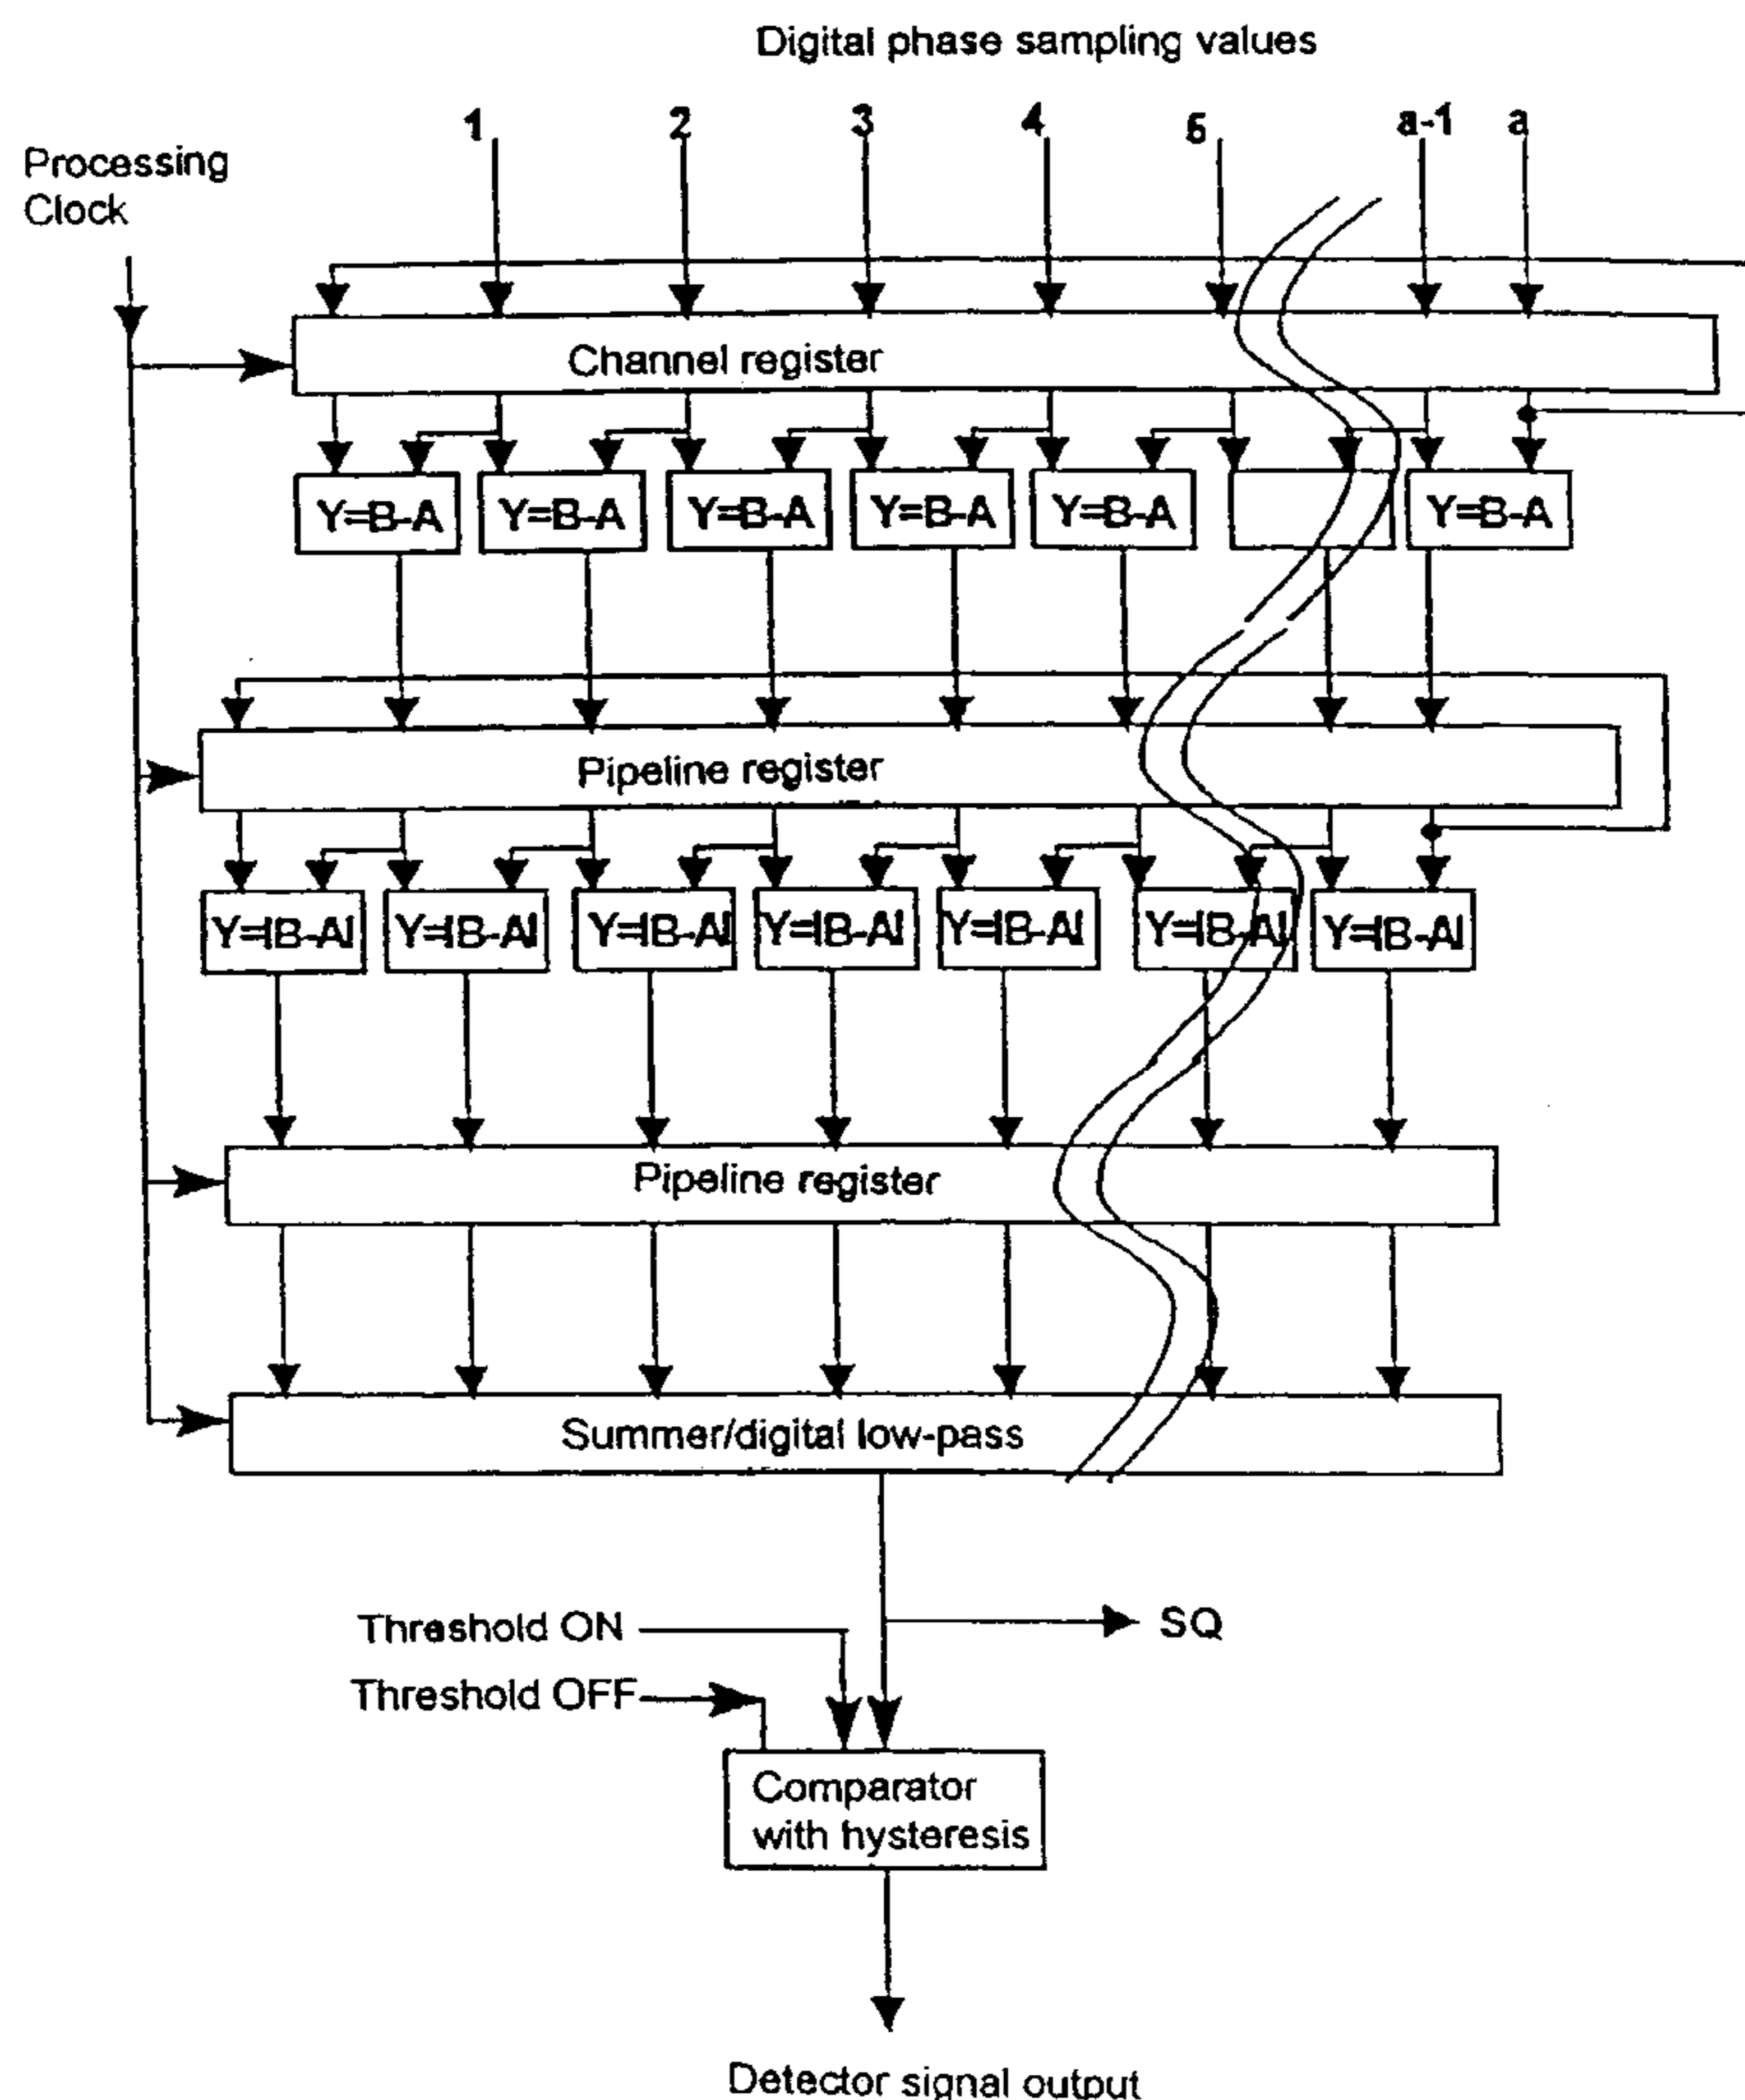 Digital phase sampling values
1 2 3 4 5 a-1 a
Processing
Clock
Channel register
Y=B-A Y=B-A Y=B-A Y=B-A Y=B-A Y=B-A
Pipeline register
Y=|B-A| Y=|B-A| Y=|B-A| Y=|B-A| Y=|B-A| Y=|B-A| Y=|B-A|
Pipeline register
Summer/digital low-pass
Threshold ON
SQ
Threshold OFF
Comparator
with hysteresis
Detector signal output